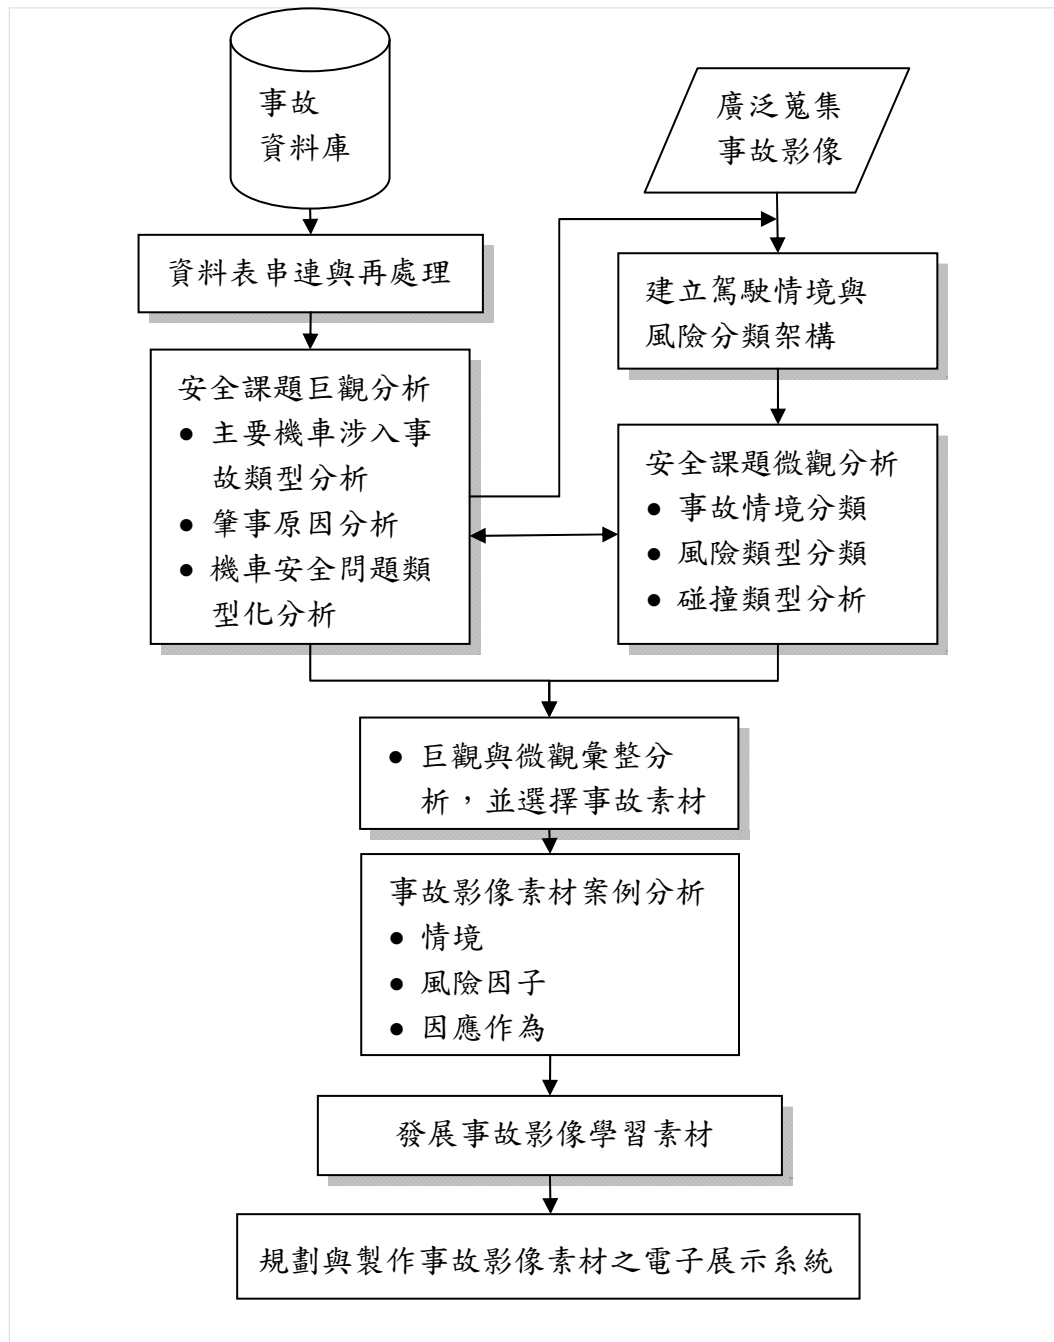 事故
資料庫
廣泛蒐集
事故影像
資料表串連與再處理
建立駕駛情境與
風險分類架構
安全課題巨觀分析
● 主要機車涉入事
故類型分析
● 肇事原因分析
● 機車安全問題類
型化分析
安全課題微觀分析
● 事故情境分類
● 風險類型分類
● 碰撞類型分析
● 巨觀與微觀彙整分
析，並選擇事故素材
事故影像素材案例分析
● 情境
● 風險因子
● 因應作為
發展事故影像學習素材
規劃與製作事故影像素材之電子展示系統